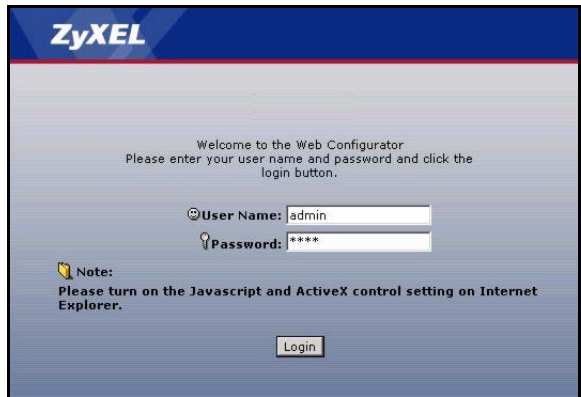 ZyXEL
Welcome to the Web Configurator
Please enter your user name and password and click the
login button.
User Name: admin
Password: ****
Note:
Please turn on the Javascript and ActiveX control setting on Internet
Explorer.
Login